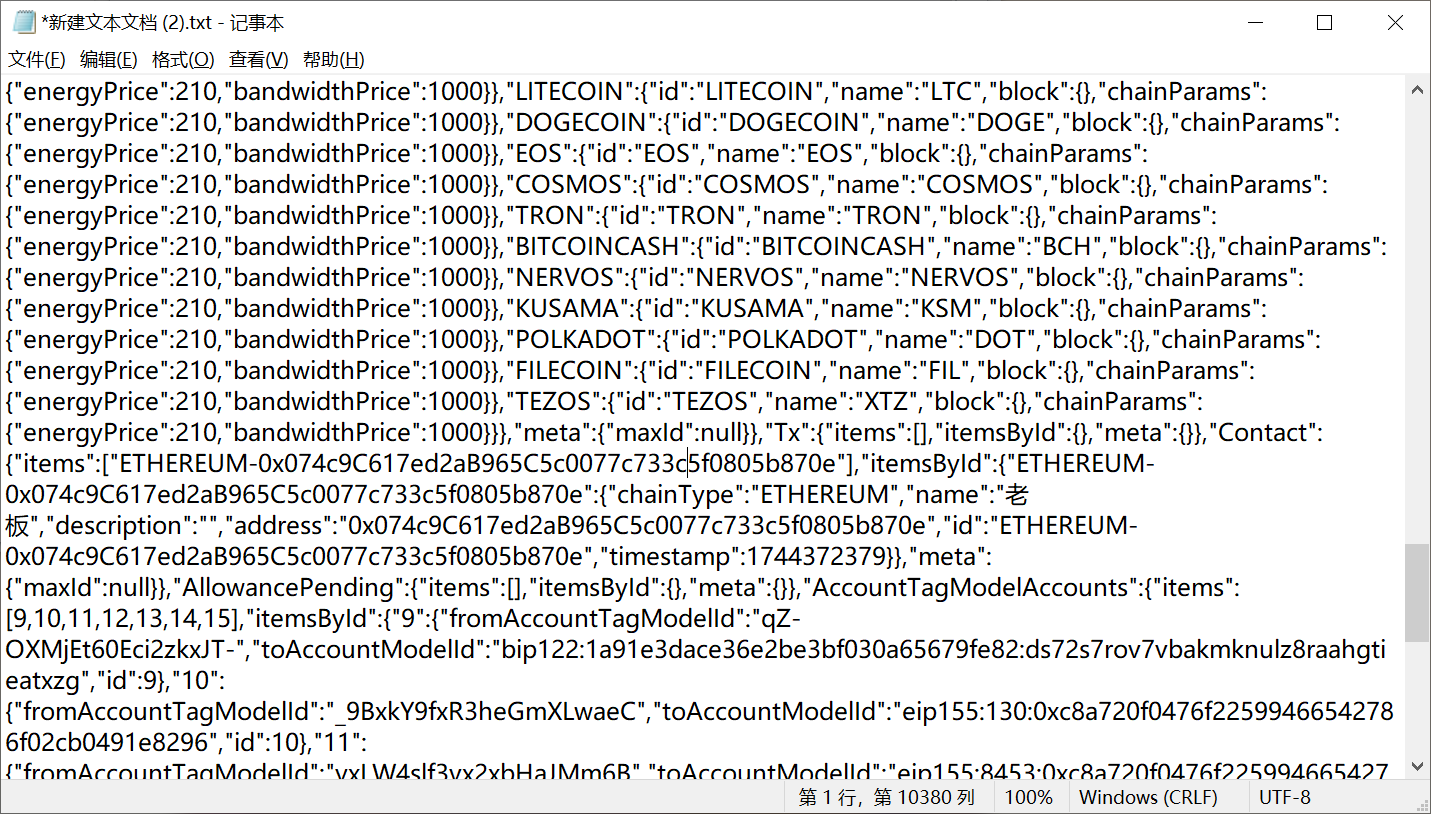 *新建文本文档 (2).txt - 记事本
文件(F) 编辑(E) 格式(O) 查看(V) 帮助(H)
{"energyPrice":210,"bandwidthPrice":1000}},"LITECOIN":{"id":"LITECOIN","name":"LTC","block":{},"chainParams":
{"energyPrice":210,"bandwidthPrice":1000}},"DOGECOIN":{"id":"DOGECOIN","name":"DOGE","block":{},"chainParams":
{"energyPrice":210,"bandwidthPrice":1000}},"EOS":{"id":"EOS","name":"EOS","block":{},"chainParams":
{"energyPrice":210,"bandwidthPrice":1000}},"COSMOS":{"id":"COSMOS","name":"COSMOS","block":{},"chainParams":
{"energyPrice":210,"bandwidthPrice":1000}},"TRON":{"id":"TRON","name":"TRON","block":{},"chainParams":
{"energyPrice":210,"bandwidthPrice":1000}},"BITCOINCASH":{"id":"BITCOINCASH","name":"BCH","block":{},"chainParams":
{"energyPrice":210,"bandwidthPrice":1000}},"NERVOS":{"id":"NERVOS","name":"NERVOS","block":{},"chainParams":
{"energyPrice":210,"bandwidthPrice":1000}},"KUSAMA":{"id":"KUSAMA","name":"KSM","block":{},"chainParams":
{"energyPrice":210,"bandwidthPrice":1000}},"POLKADOT":{"id":"POLKADOT","name":"DOT","block":{},"chainParams":
{"energyPrice":210,"bandwidthPrice":1000}},"FILECOIN":{"id":"FILECOIN","name":"FIL","block":{},"chainParams":
{"energyPrice":210,"bandwidthPrice":1000}},"TEZOS":{"id":"TEZOS","name":"XTZ","block":{},"chainParams":
{"energyPrice":210,"bandwidthPrice":1000}}},"meta":{"maxId":null}},"Tx":{"items":[],"itemsById":{},"meta":{}},"Contact":
{"items":["ETHEREUM-0x074c9C617ed2aB965C5c0077c733c5f0805b870e"],"itemsById":{"ETHEREUM-
0x074c9C617ed2aB965C5c0077c733c5f0805b870e":{"chainType":"ETHEREUM","name":"老
板","description":"","address":"0x074c9C617ed2aB965C5c0077c733c5f0805b870e","id":"ETHEREUM-
0x074c9C617ed2aB965C5c0077c733c5f0805b870e","timestamp":1744372379}},"meta":
{"maxId":null}},"AllowancePending":{"items":[],"itemsById":{},"meta":{}},"AccountTagModelAccounts":{"items":
[9,10,11,12,13,14,15],"itemsById":{"9":{"fromAccountTagModelId":"qZ-
OXMjEt60Eci2zkxJT-","toAccountModelId":"bip122:1a91e3dace36e2be3bf030a65679fe82:ds72s7rov7vbakmknulz8raahgti
eatxzg","id":9},"10":
{"fromAccountTagModelId":"_9BxkY9fxR3heGmXLwaeC","toAccountModelId":"eip155:130:0xc8a720f0476f2259946654278
6f02cb0491e8296","id":10},"11":
{"fromAccountTagModelId":"yxLW4slf3vx2xbHaJMm6B","toAccountModelId":"eip155:8453:0xc8a720f0476f225994665427
第 1 行，第 10380 列 100% Windows (CRLF) UTF-8